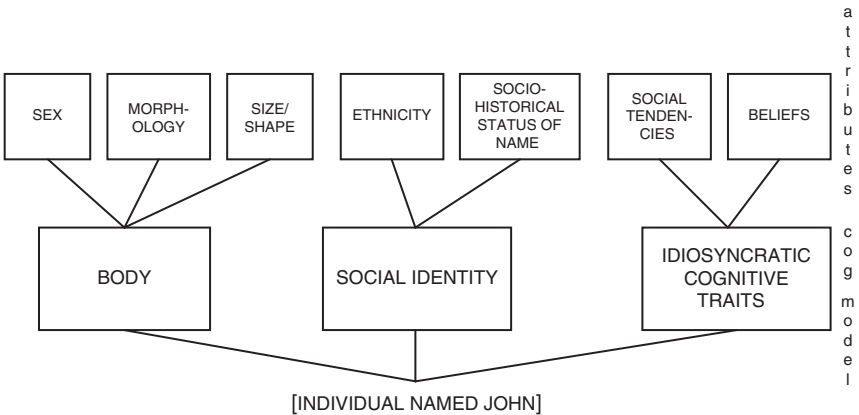 SEX
MORPH-
OLOGY
SIZE/
SHAPE
ETHNICITY
SOCIO-
HISTORICAL
STATUS OF
NAME
SOCIAL
TENDEN-
CIES
BELIEFS
attributes
BODY
SOCIAL IDENTITY
IDIOSYNCRATIC
COGNITIVE
TRAITS
cog model
[INDIVIDUAL NAMED JOHN]